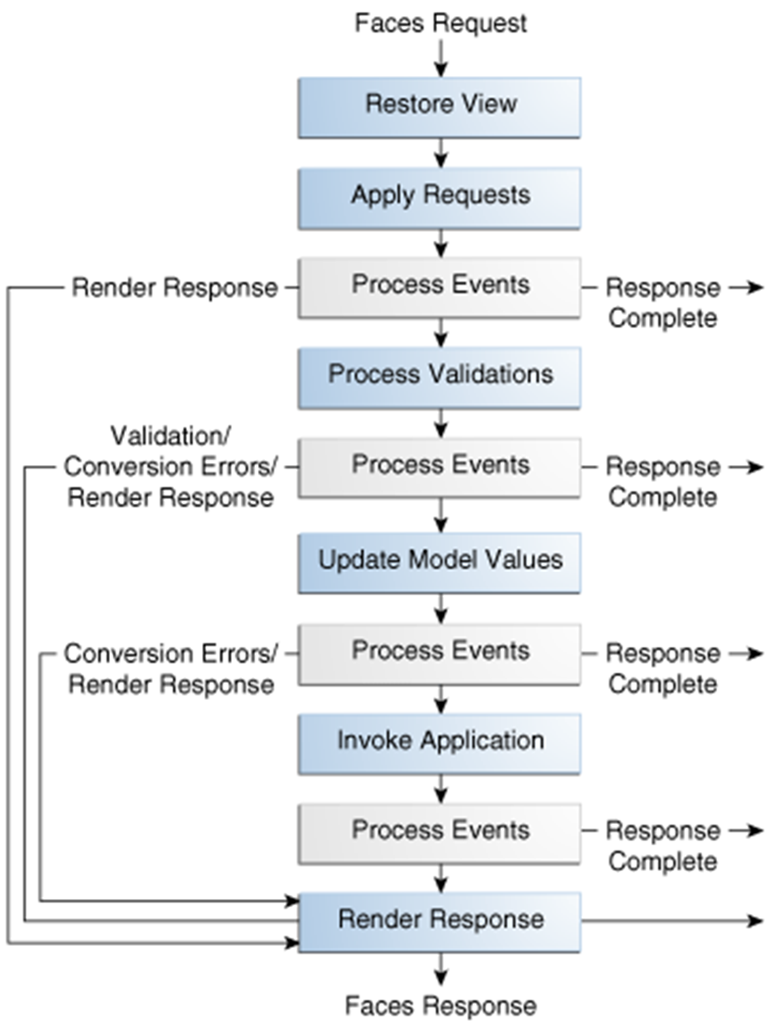 Faces Request
Restore View
Apply Requests
Render Response
Process Events
Response
Complete
Process Validations
Validation/
Conversion Errors/
Render Response
Process Events
Response
Complete
Update Model Values
Conversion Errors/
Render Response
Process Events
Response
Complete
Invoke Application
Process Events
Response
Complete
Render Response
Faces Response